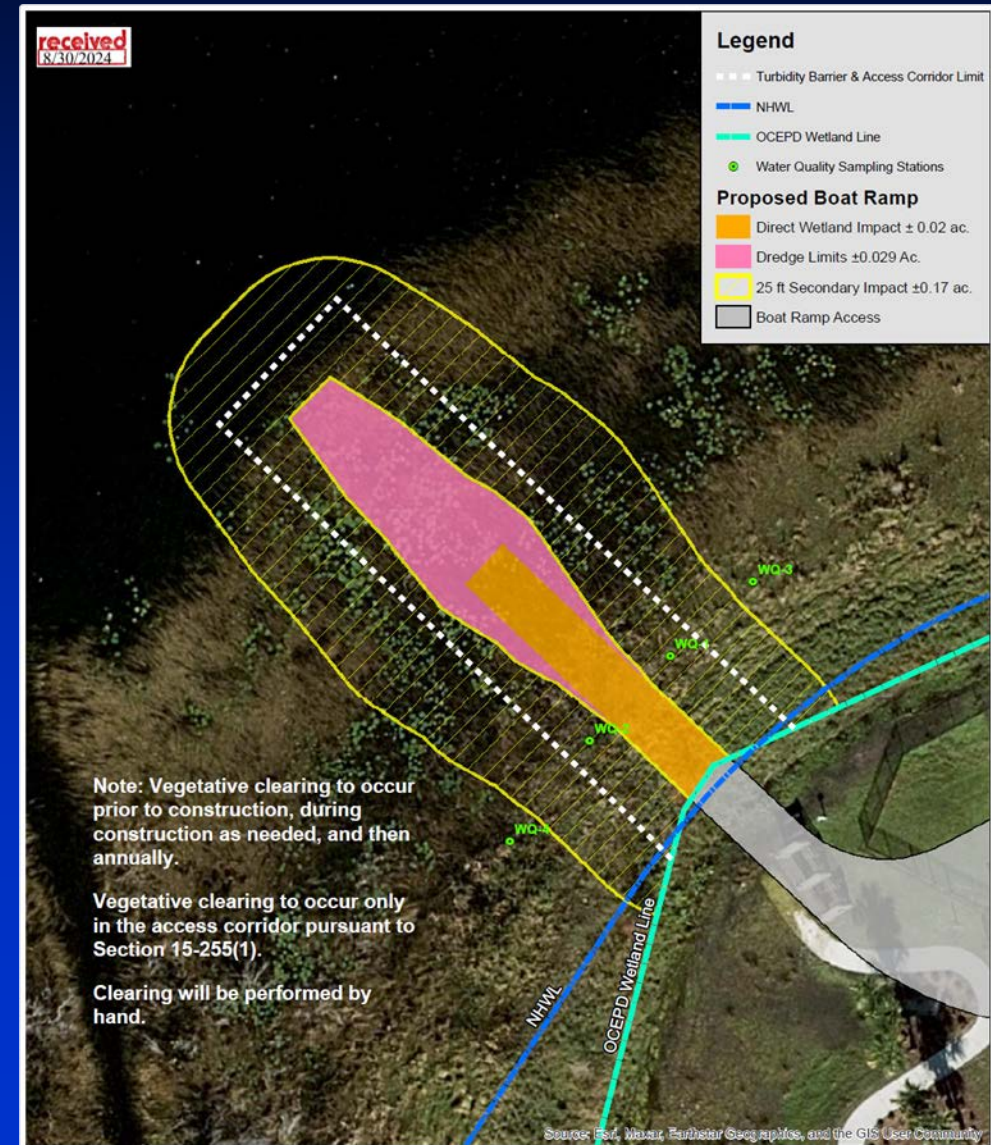 received
8/30/2024
Legend
Turbidity Barrier & Access Corridor Limit
NHWL
OCEPD Wetland Line
Water Quality Sampling Stations
Proposed Boat Ramp
Direct Wetland Impact ± 0.02 ac.
Dredge Limits ±0.029 Ac.
25 ft Secondary Impact ±0.17 ac.
Boat Ramp Access
WQ-3
WQ-1
WQ-2
WQ-4
Note: Vegetative clearing to occur
prior to construction, during
construction as needed, and then
annually.
Vegetative clearing to occur only
in the access corridor pursuant to
Section 15-255(1).
Clearing will be performed by
hand.
NHWL
OCEPD Wetland Line
Source: Esri, Maxar, Earthstar Geographics, and the GIS User Community